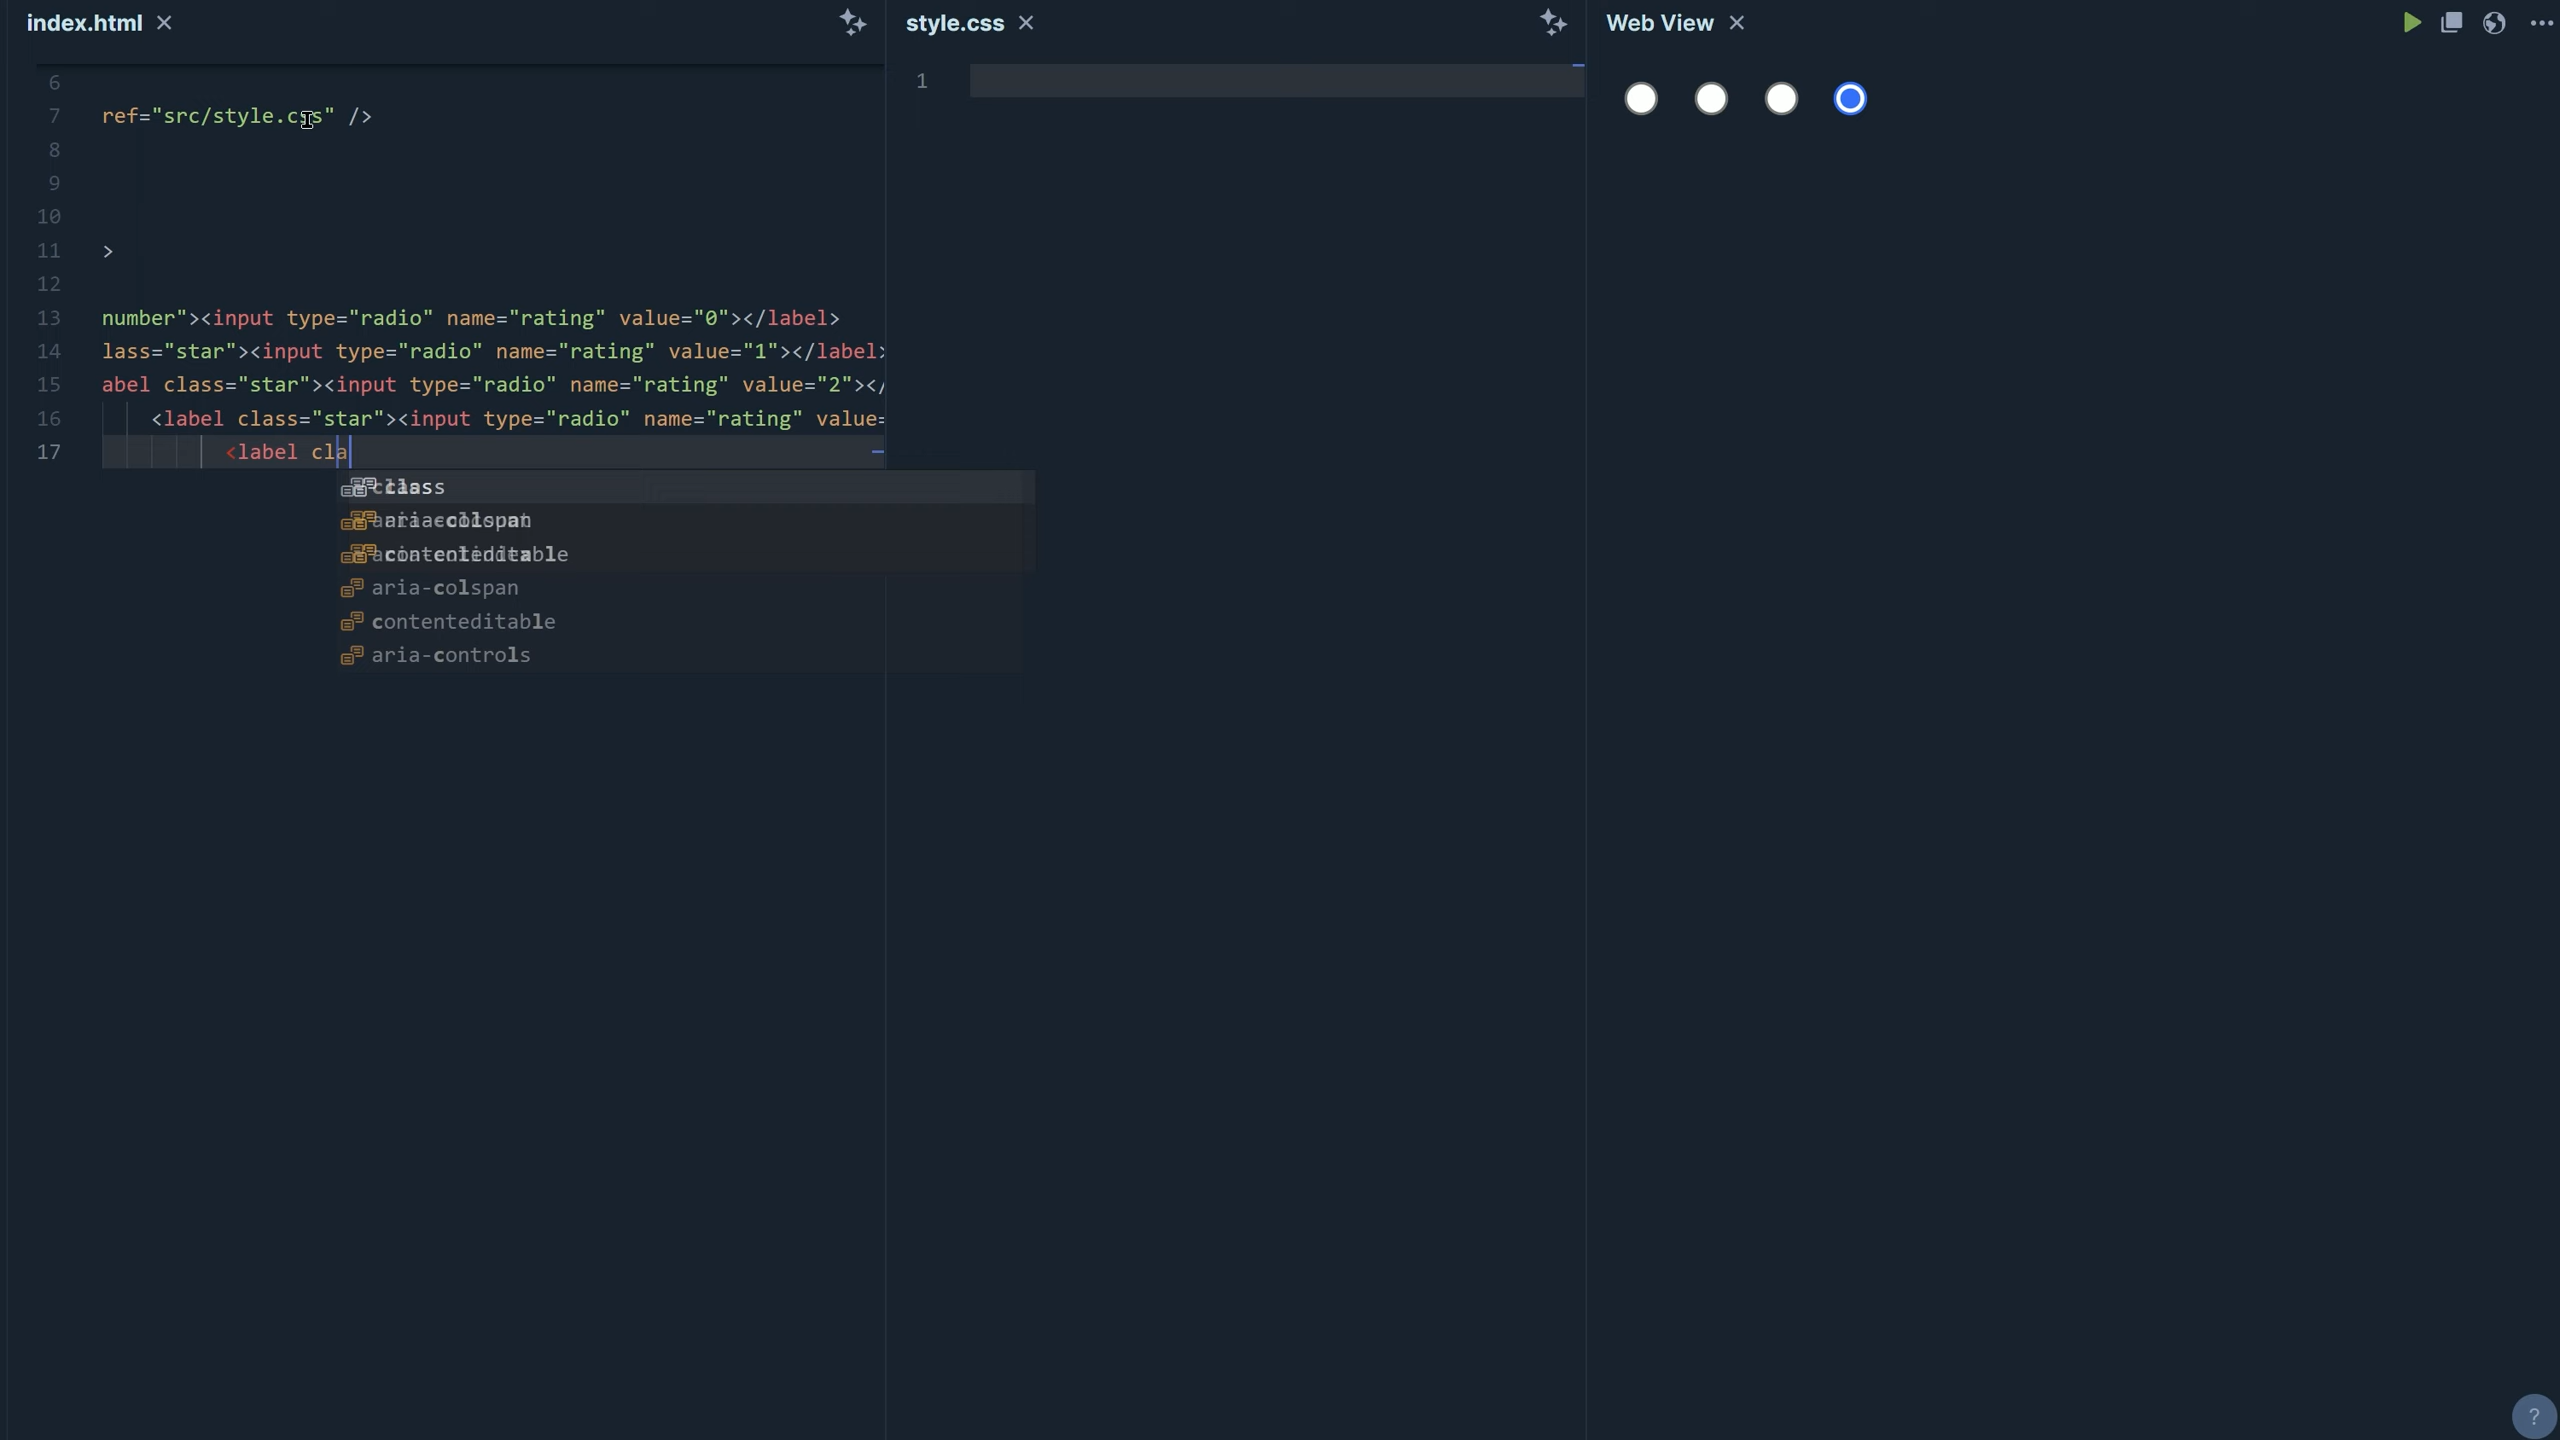 index.html
6
7 ref="src/style.css" />
8
9
10
11 >
12
13 number"><input type="radio" name="rating" value="0"></label>
14 lass="star"><input type="radio" name="rating" value="1"></label>
15 abel class="star"><input type="radio" name="rating" value="2"></
16 <label class="star"><input type="radio" name="rating" value=
17 <label cla
class
contenteditable
aria-colspan
contenteditable
aria-controls
style.css
1
Web View
?